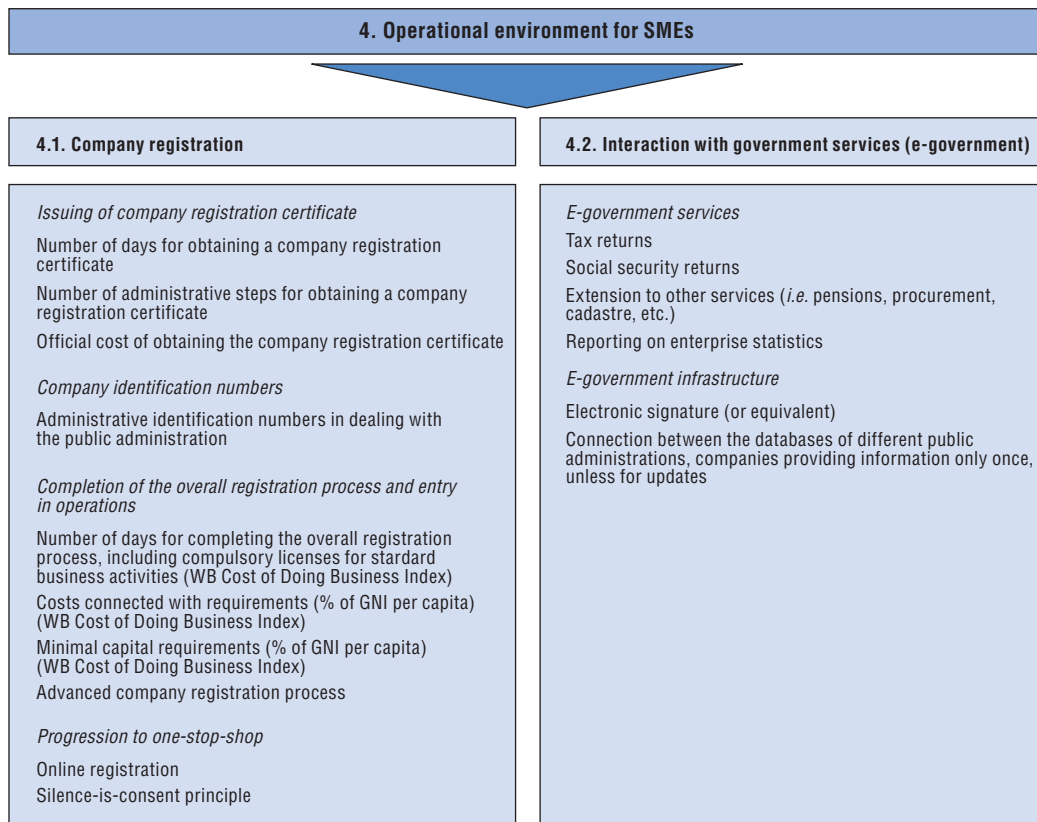 4. Operational environment for SMEs
4.1. Company registration
Issuing of company registration certificate
Number of days for obtaining a company registration
certificate
Number of administrative steps for obtaining a company
registration certificate
Official cost of obtaining the company registration certificate
Company identification numbers
Administrative identification numbers in dealing with
the public administration
Completion of the overall registration process and entry
in operations
Number of days for completing the overall registration
process, including compulsory licenses for stardard
business activities (WB Cost of Doing Business Index)
Costs connected with requirements (% of GNI per capita)
(WB Cost of Doing Business Index)
Minimal capital requirements (% of GNI per capita)
(WB Cost of Doing Business Index)
Advanced company registration process
Progression to one-stop-shop
Online registration
Silence-is-consent principle
4.2. Interaction with government services (e-government)
E-government services
Tax returns
Social security returns
Extension to other services (i.e. pensions, procurement,
cadastre, etc.)
Reporting on enterprise statistics
E-government infrastructure
Electronic signature (or equivalent)
Connection between the databases of different public
administrations, companies providing information only once,
unless for updates